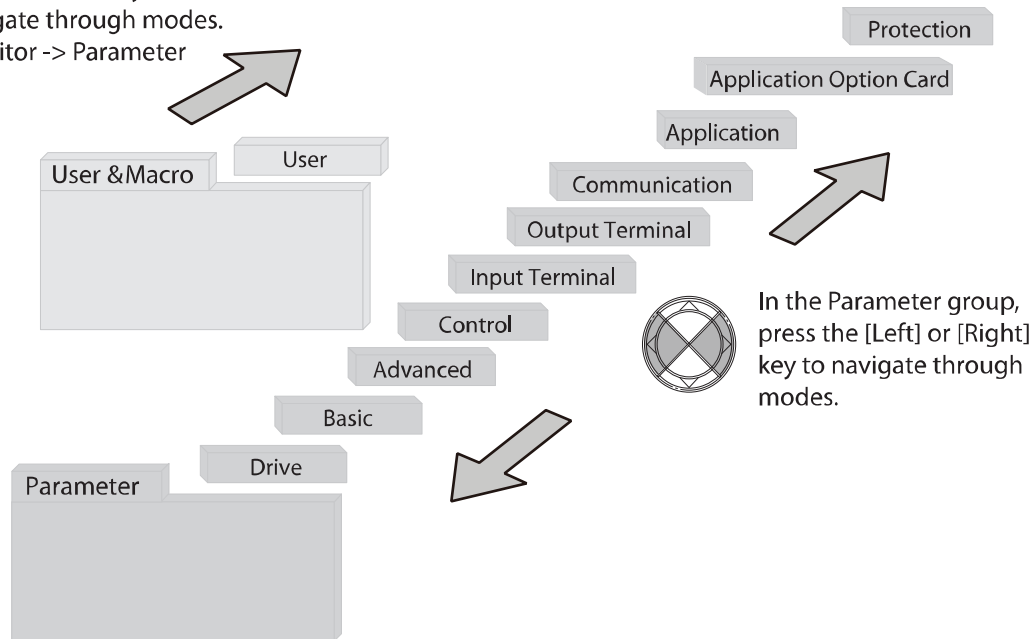 gate through modes.
itor -> Parameter
Protection
Application Option Card
Application
Communication
Output Terminal
Input Terminal
Control
Advanced
Basic
Drive
User &Macro
User
Parameter
In the Parameter group,
press the [Left] or [Right]
key to navigate through
modes.